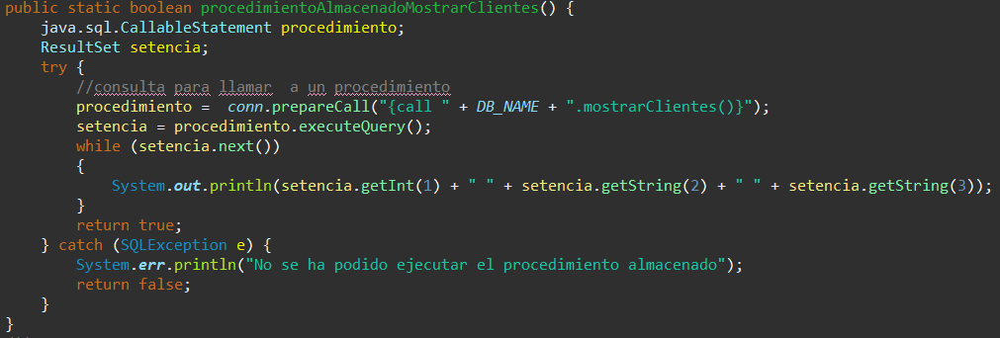 public static boolean procedimientoAlmacenadoMostrarClientes() {
java.sql.CallableStatement procedimiento;
ResultSet setencia;
try {
//consulta para llamar  a un procedimiento
procedimiento =  conn.prepareCall("{call " + DB_NAME + ".mostrarClientes()}");
setencia = procedimiento.executeQuery();
while (setencia.next())
{
System.out.println(setencia.getInt(1) + " " + setencia.getString(2) + " " + setencia.getString(3));
}
return true;
} catch (SQLException e) {
System.err.println("No se ha podido ejecutar el procedimiento almacenado");
return false;
}
}